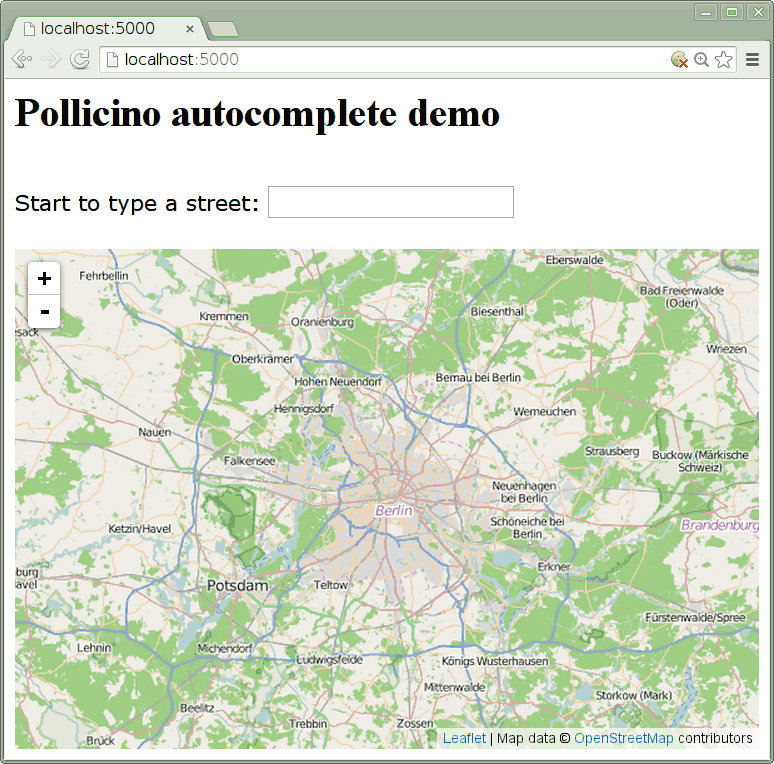 localhost:5000
localhost:5000
Pollicino autocomplete demo
Start to type a street:
+
-
Eberswalde
Fehrbellin
Bad Freienwalde
(Oder)
Kremmen
Oranienburg
Biesenthal
esack
Wriezen
Oberkrämer
Hohen Neuendorf
Bernau bei Berlin
Hennigsdorf
Werneuchen
Nauen
Strausberg
Buckow (Märkische
Schweiz)
Falkensee
Neuenhagen
bei Berlin
Berlin
Schöneiche bei
Berlin
Brandenburg
Ketzin/Havel
Erkner
burg
avel
Potsdam
Teltow
Fürstenwalde/Spree
Lehnin
Michendorf
Ludwigsfelde
Königs Wusterhausen
Mittenwalde
Storkow (Mark)
Beelitz
Trebbin
Zossen
Brück
Leaflet | Map data © OpenStreetMap contributors